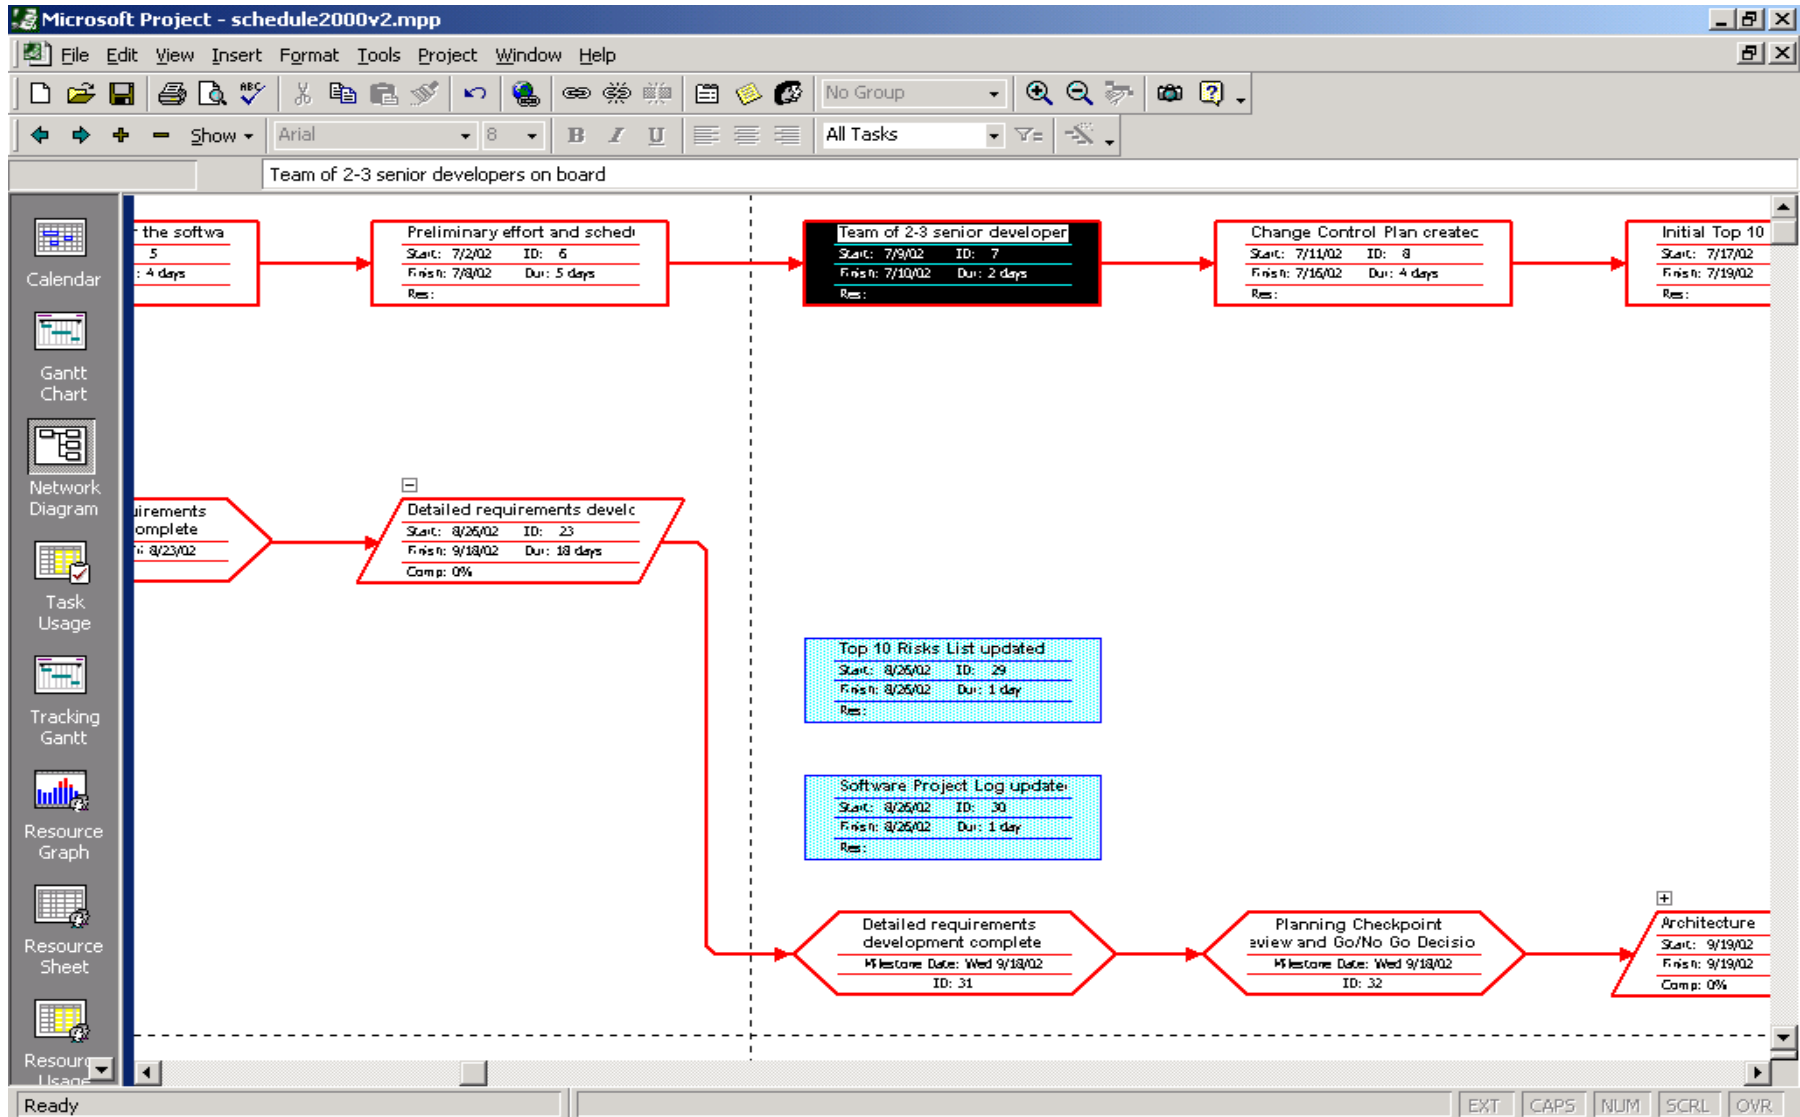 Microsoft Project - schedule2000v2.mpp
File Edit View Insert Format Tools Project Window Help
ABC No Group
Show Arial 8 B I U All Tasks
Team of 2-3 senior developers on board
Calendar
Gantt
Chart
Network
Diagram
Task
Usage
Tracking
Gantt
Resource
Graph
Resource
Sheet
Usage
the softwa
5
: 4 days
Preliminary effort and sched
Start: 7/2/02 ID: 6
Finish: 7/8/02 Dur: 5 days
Res:
Team of 2-3 senior developer
Start: 7/9/02 ID: 7
Finish: 7/10/02 Dur: 2 days
Res:
Change Control Plan createc
Start: 7/11/02 ID: 8
Finish: 7/16/02 Dur: 4 days
Res:
Initial Top 10
Start: 7/17/02
Finish: 7/19/02
Res:
uirements
omplete
8/23/02
Detailed requirements develc
Start: 8/26/02 ID: 23
Finish: 9/18/02 Dur: 18 days
Comp: 0%
Top 10 Risks List updated
Start: 8/26/02 ID: 29
Finish: 8/26/02 Dur: 1 day
Res:
Software Project Log update
Start: 8/26/02 ID: 30
Finish: 8/26/02 Dur: 1 day
Res:
Detailed requirements
development complete
Milestone Date: Wed 9/18/02
ID: 31
Planning Checkpoint
eview and Go/No Go Decisio
Milestone Date: Wed 9/18/02
ID: 32
Architecture
Start: 9/19/02
Finish: 9/19/02
Comp: 0%
Ready EXT CAPS NUM SCRL OVR